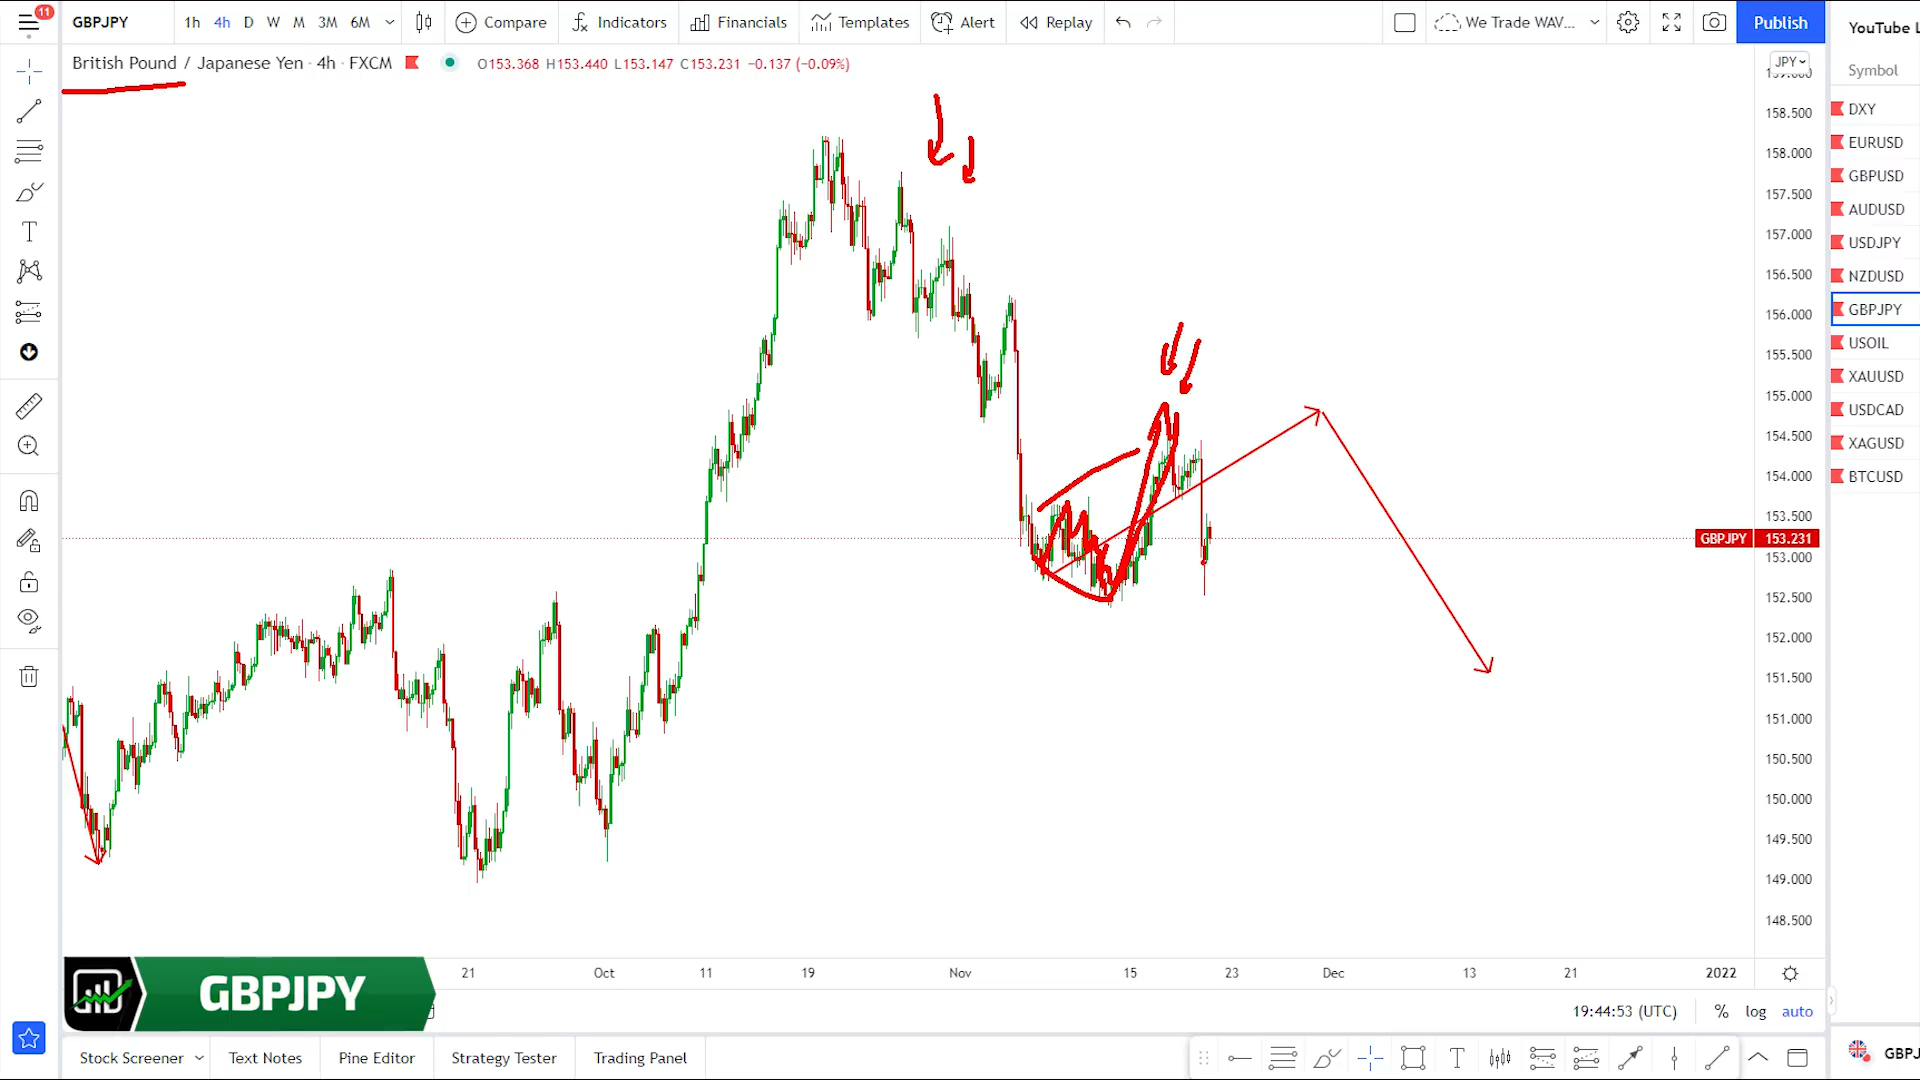 11
GBPJPY
1h 4h D W M 3M 6M
Compare
Indicators
Financials
Templates
Alert
Replay
We Trade WAV...
Publish
British Pound / Japanese Yen · 4h · FXCM
O153.368 H153.440 L153.147 C153.231 −0.137 (−0.09%)
JPY
159.000
158.500
158.000
157.500
157.000
156.500
156.000
155.500
155.000
154.500
154.000
153.500
GBPJPY 153.231
153.000
152.500
152.000
151.500
151.000
150.500
150.000
149.500
149.000
148.500
YouTube L
Symbol
DXY
EURUSD
GBPUSD
AUDUSD
USDJPY
NZDUSD
GBPJPY
USOIL
XAUUSD
USDCAD
XAGUSD
BTCUSD
21 Oct 11 19 Nov 15 23 Dec 13 21 2022
GBPJPY
19:44:53 (UTC) % log auto
Stock Screener
Text Notes
Pine Editor
Strategy Tester
Trading Panel
GBPJ